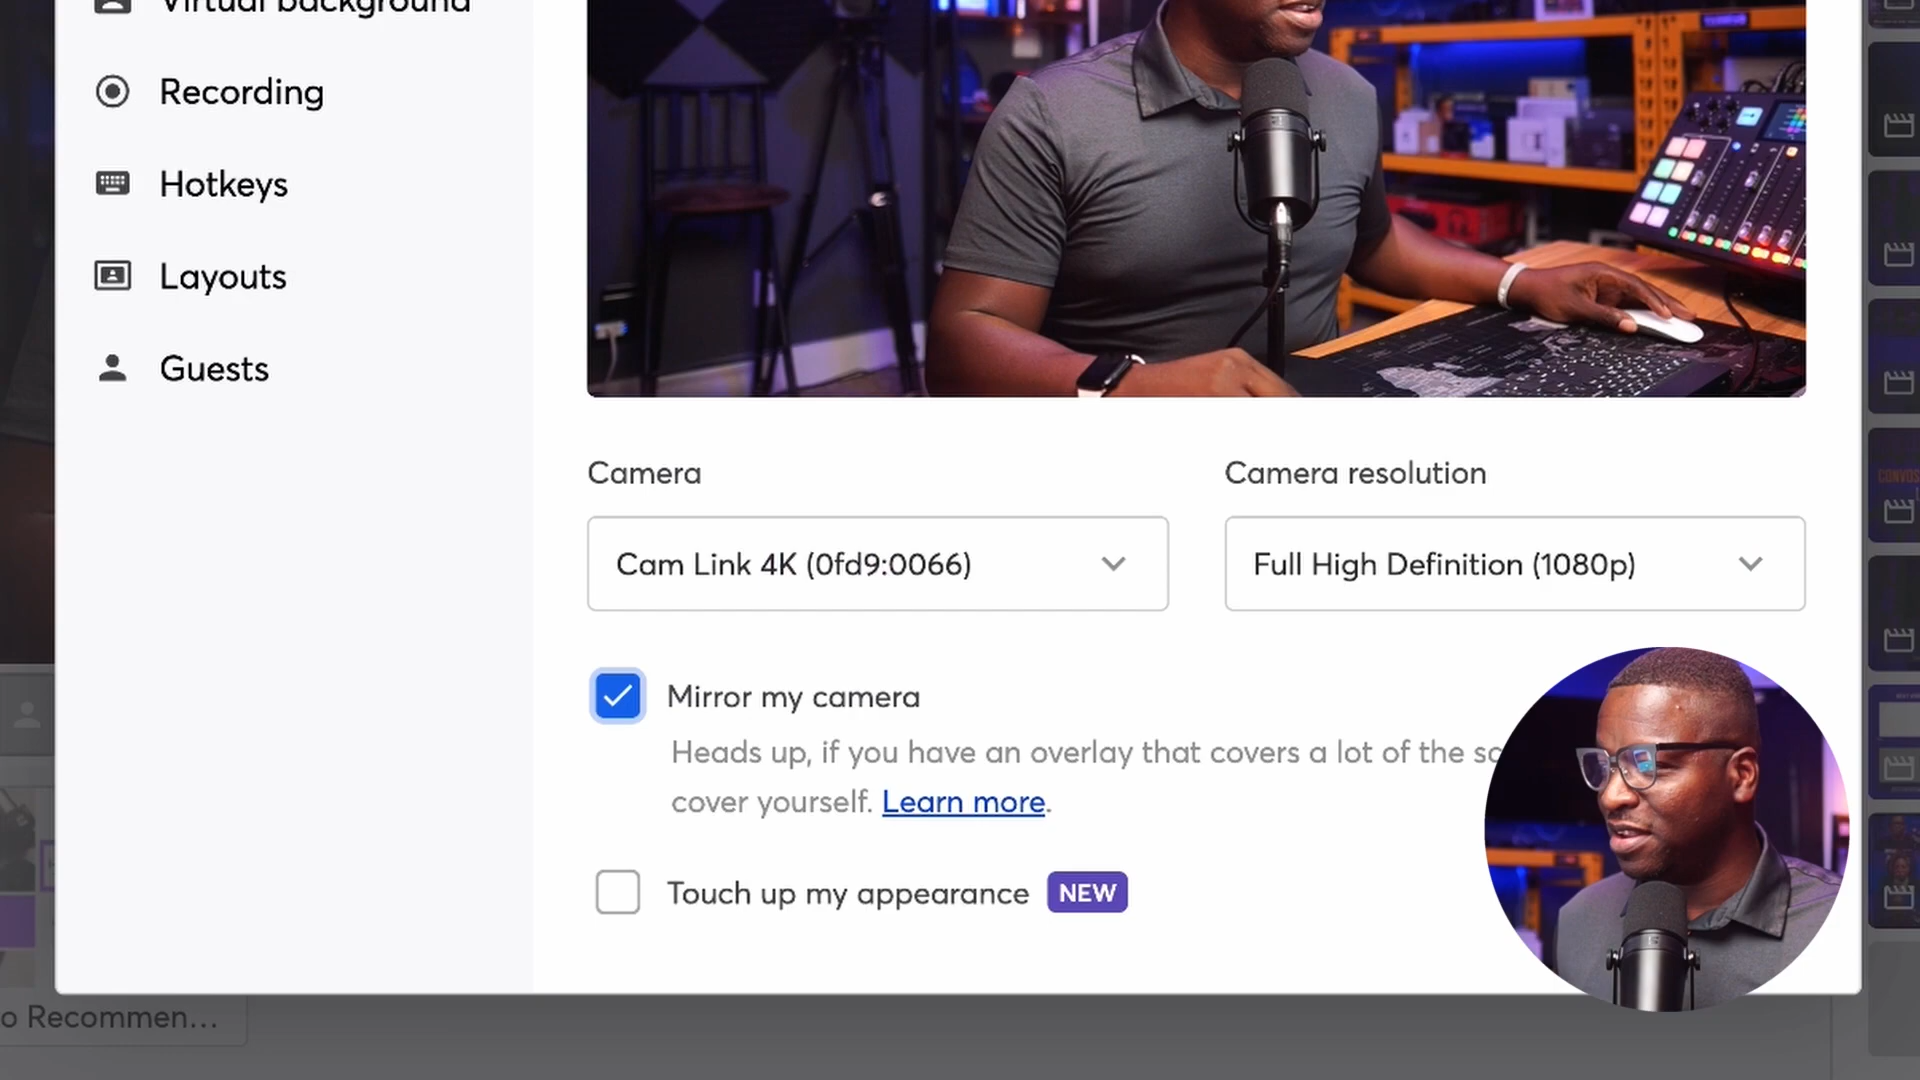 Virtual background
Recording
Hotkeys
Layouts
Guests
Camera
Camera resolution
Cam Link 4K (0fd9:0066)
Full High Definition (1080p)
Mirror my camera
Heads up, if you have an overlay that covers a lot of the
cover yourself. Learn more.
Touch up my appearance NEW
o Recommen...